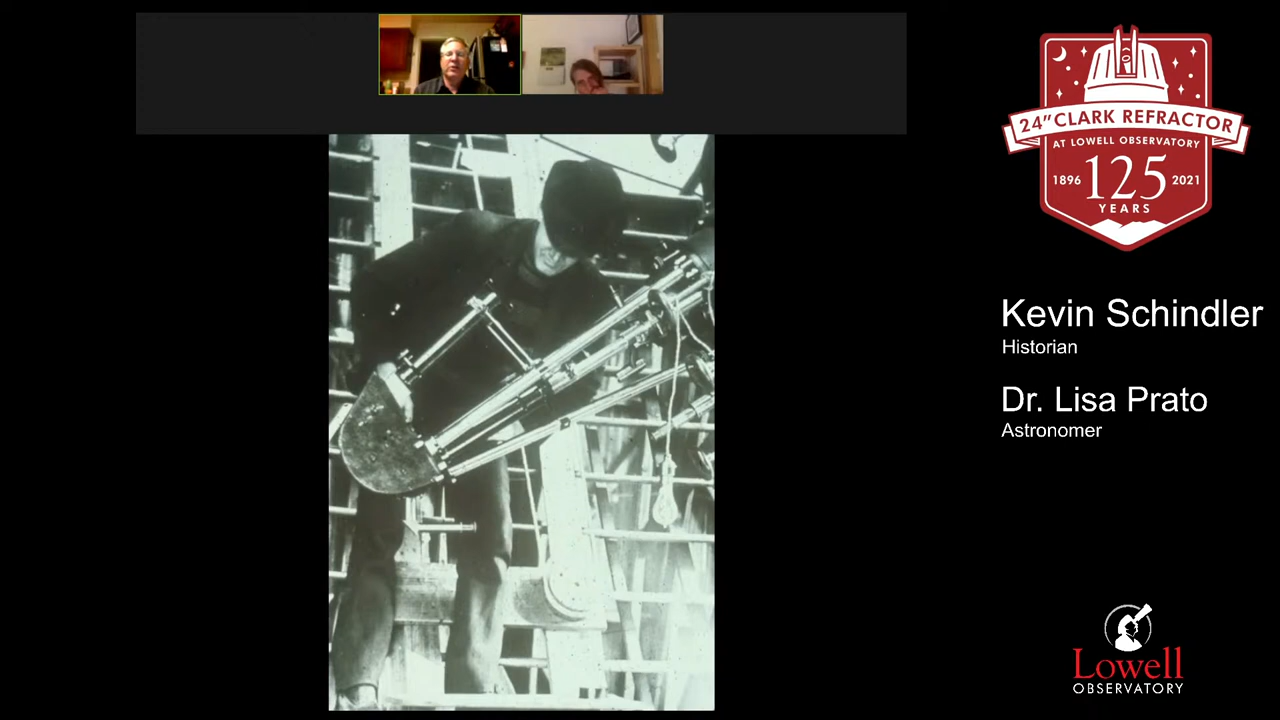 24” CLARK REFRACTOR
AT LOWELL OBSERVATORY
1896 125 2021
YEARS
Kevin Schindler
Historian
Dr. Lisa Prato
Astronomer
Lowell
OBSERVATORY